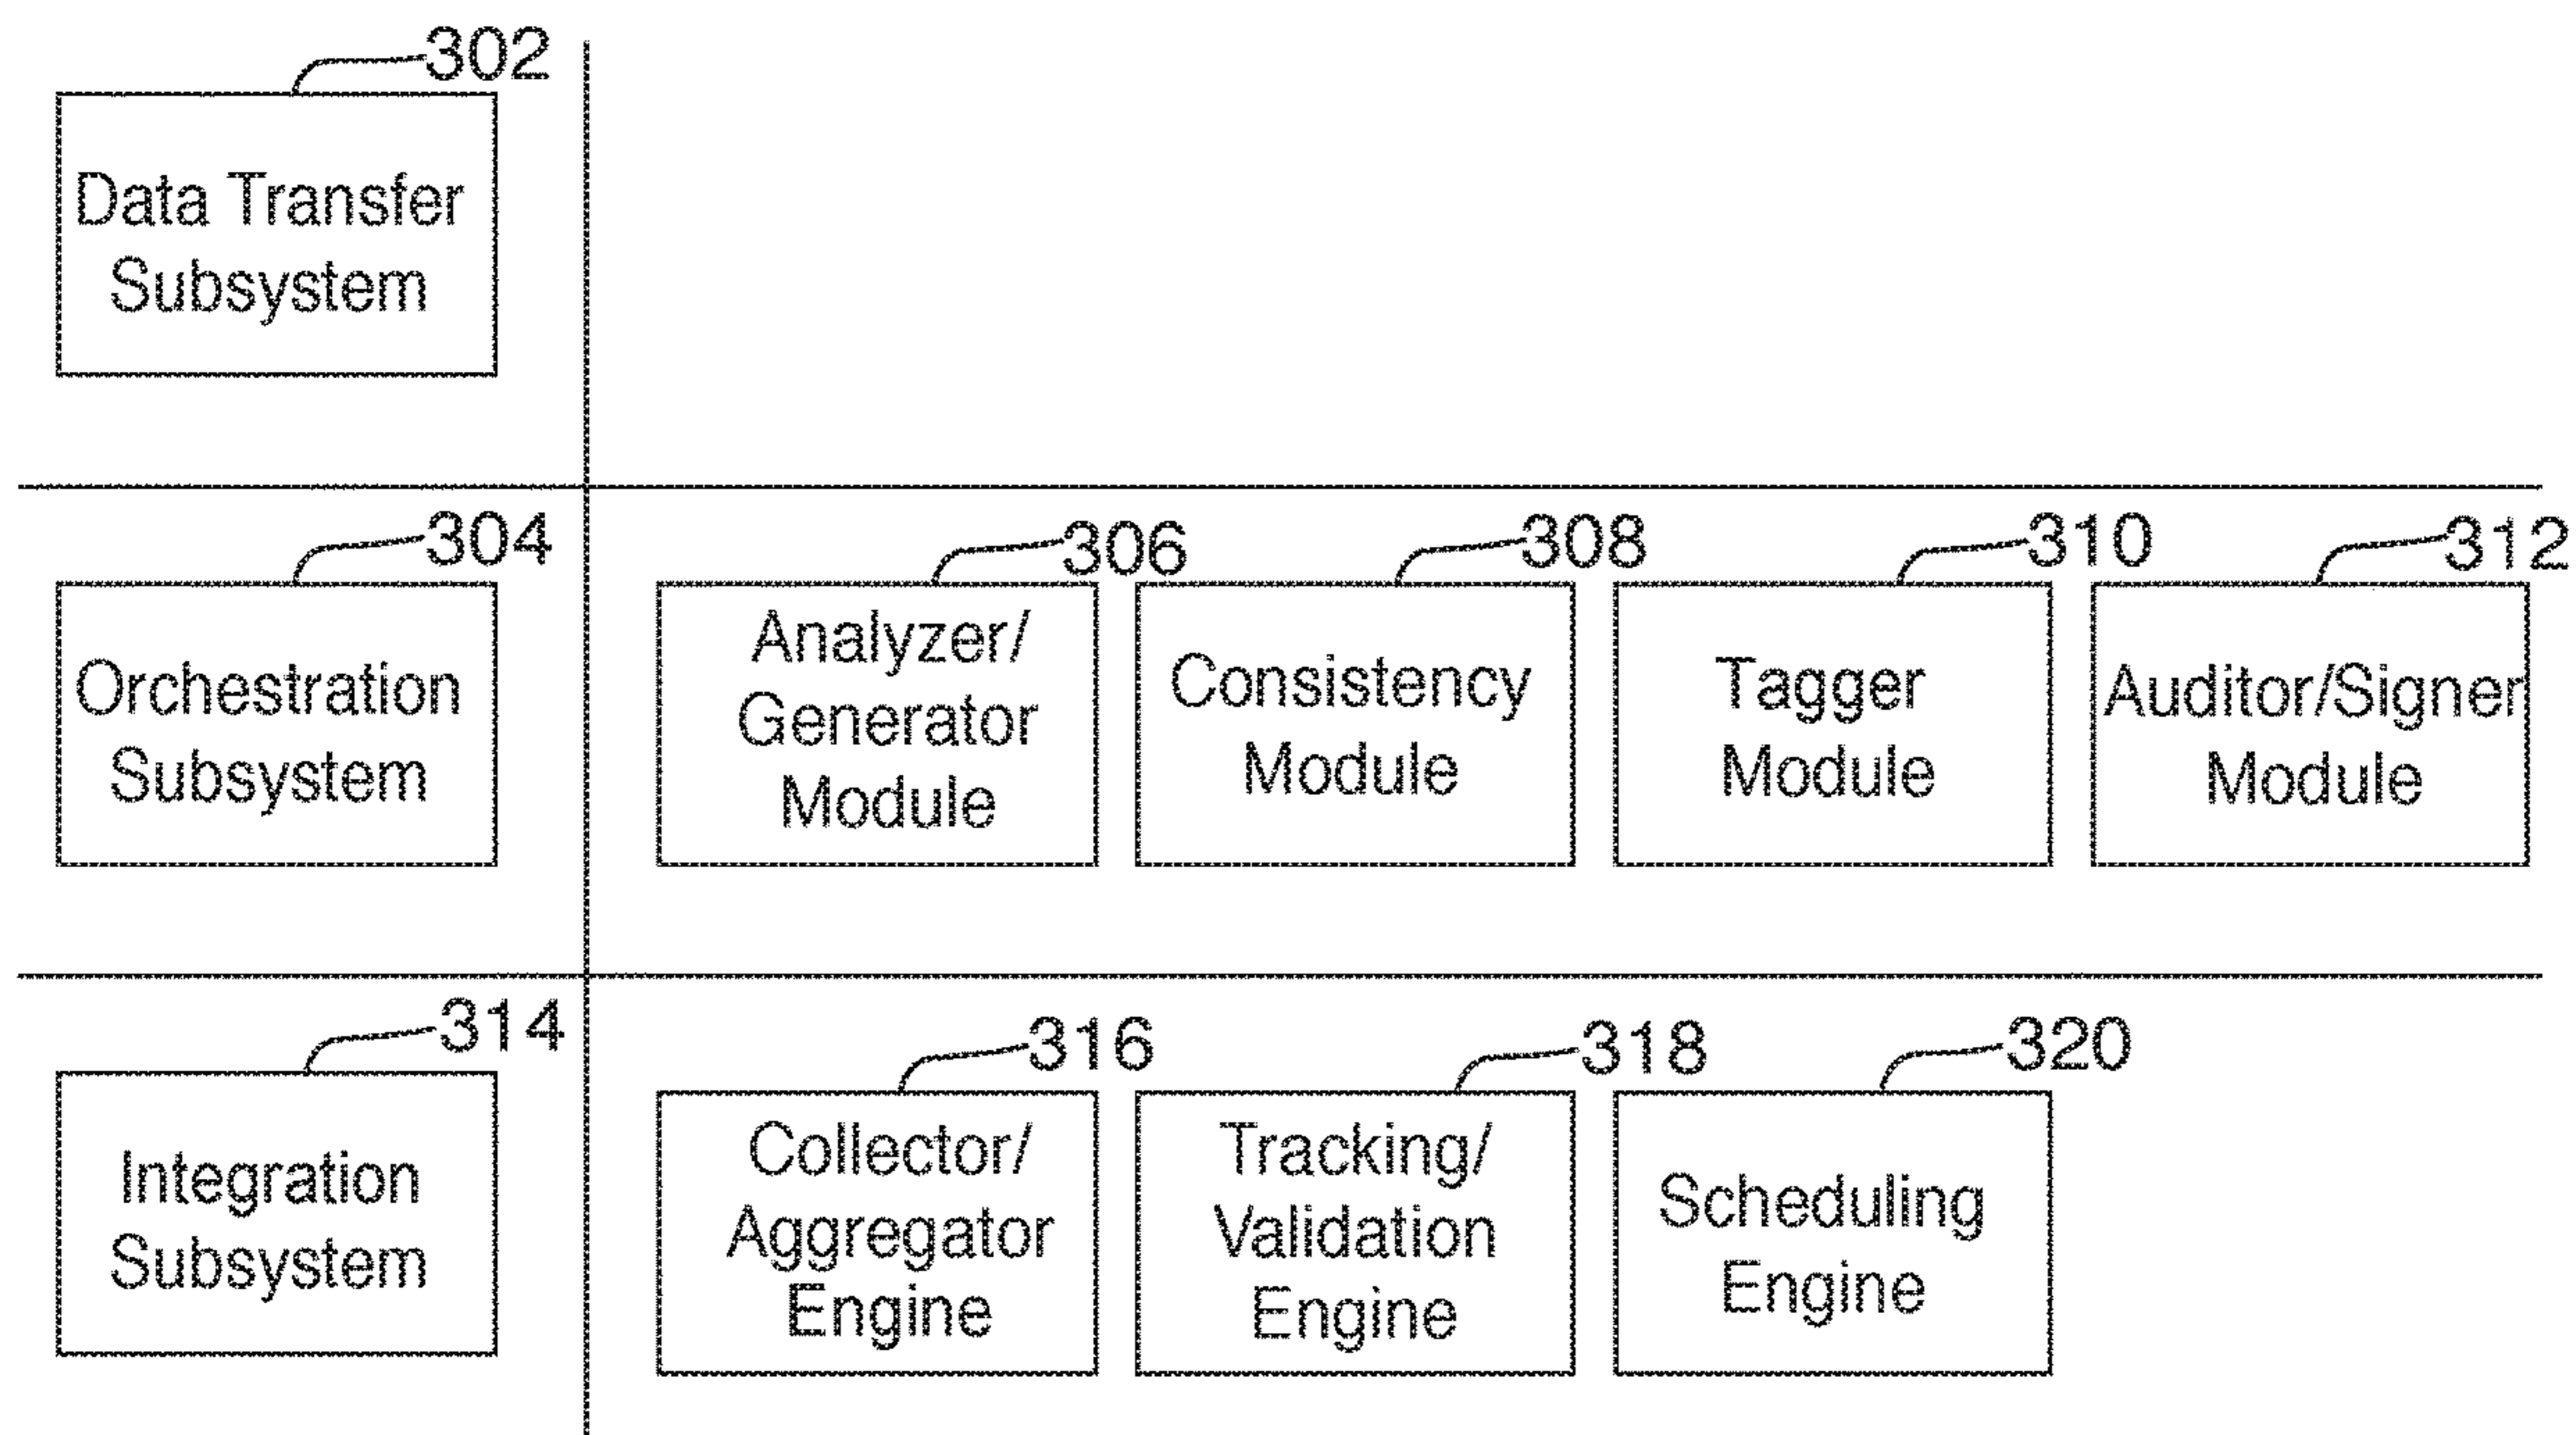 302
Data Transfer
Subsystem
304
Orchestration
Subsystem
306
Analyzer/
Generator
Module
308
Consistency
Module
310
Tagger
Module
312
Auditor/Signer
Module
314
Integration
Subsystem
316
Collector/
Aggregator
Engine
318
Tracking/
Validation
Engine
320
Scheduling
Engine